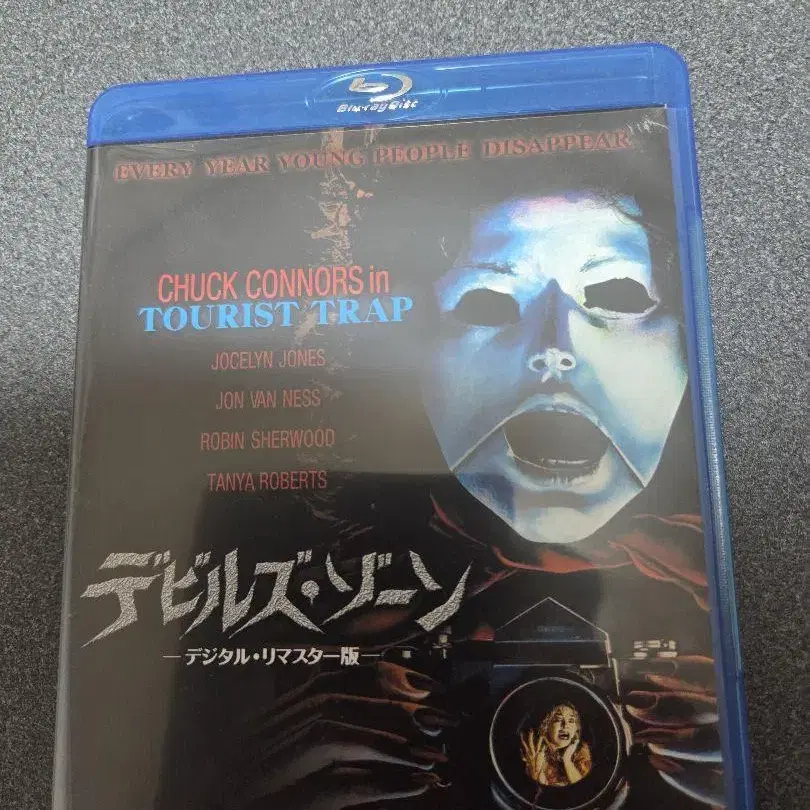 Blu-ray Disc
EVERY YEAR YOUNG PEOPLE DISAPPEAR
CHUCK CONNORS in
TOURIST TRAP
JOCELYN JONES
JON VAN NESS
ROBIN SHERWOOD
TANYA ROBERTS
デビルズ・ゾーン
―デジタル・リマスター版―